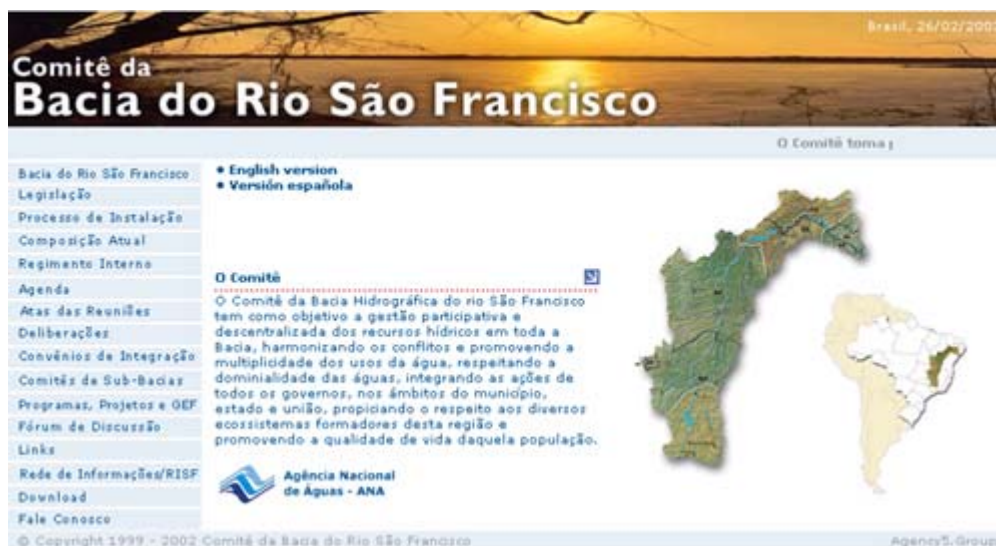 Brasil, 26/02/200
Comitê da
Bacia do Rio São Francisco
O Comitê toma
Bacia do Rio São Francisco
Legislação
Processo de Instalação
Composição Atual
Regimento Interno
Agenda
Atas das Reuniões
Deliberações
Convênios de Integração
Comitês de Sub-Bacias
Programas, Projetos e GEF
Fórum de Discussão
Links
Rede de Informações/RISF
Download
Fale Conosco
• English version
• Versión española
O Comitê
O Comitê da Bacia Hidrográfica do rio São Francisco
tem como objetivo a gestão participativa e
descentralizada dos recursos hídricos em toda a
Bacia, harmonizando os conflitos e promovendo a
multiplicidade dos usos da água, respeitando a
dominialidade das águas, integrando as ações de
todos os governos, nos âmbitos do município,
estado e união, propiciando o respeito aos diversos
ecossistemas formadores desta região e
promovendo a qualidade de vida daquela população.
Agência Nacional
de Águas - ANA
© Copyright 1999 - 2002 Comitê da Bacia do Rio São Francisco
Agency5.Group